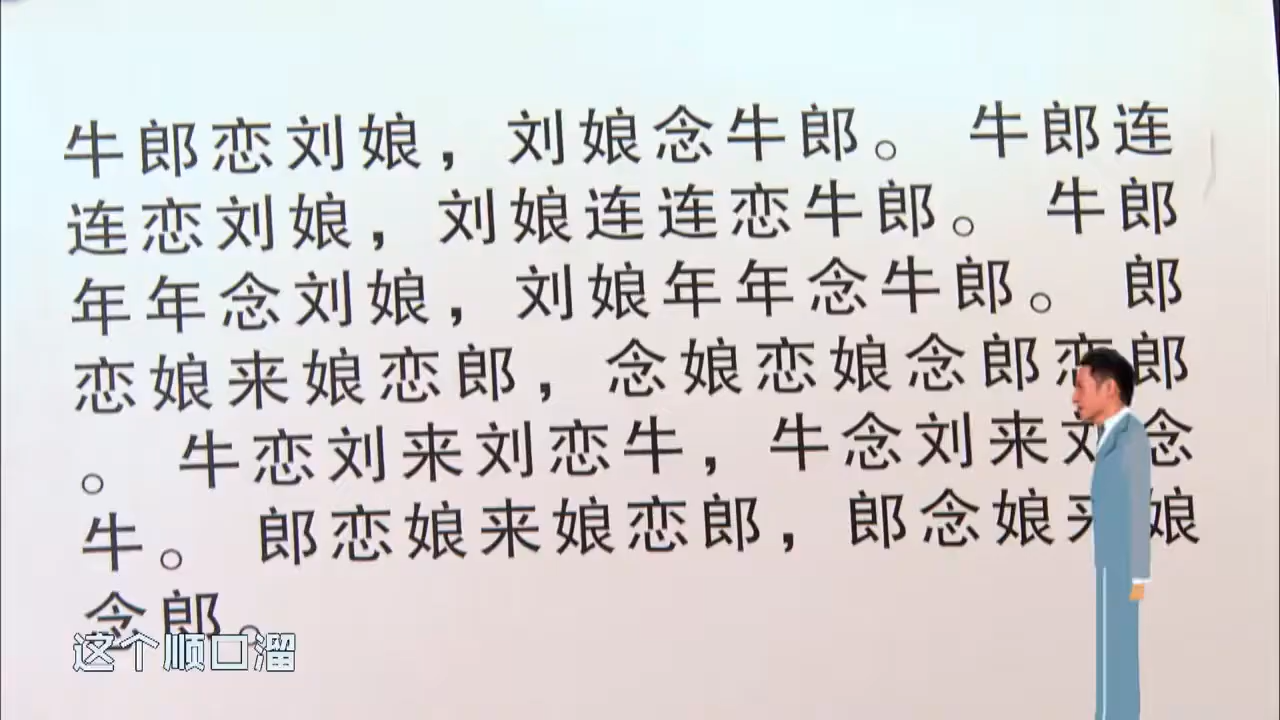 牛郎恋刘娘，刘娘念牛郎。 牛郎连
连恋刘娘，刘娘连连恋牛郎。 牛郎
年年念刘娘，刘娘年年念牛郎。 郎
恋娘来娘恋郎，念娘恋娘念郎恋郎
。 牛恋刘来刘恋牛，牛念刘来刘念
牛。 郎恋娘来娘恋郎，郎念娘来娘
念郎。
这个顺口溜